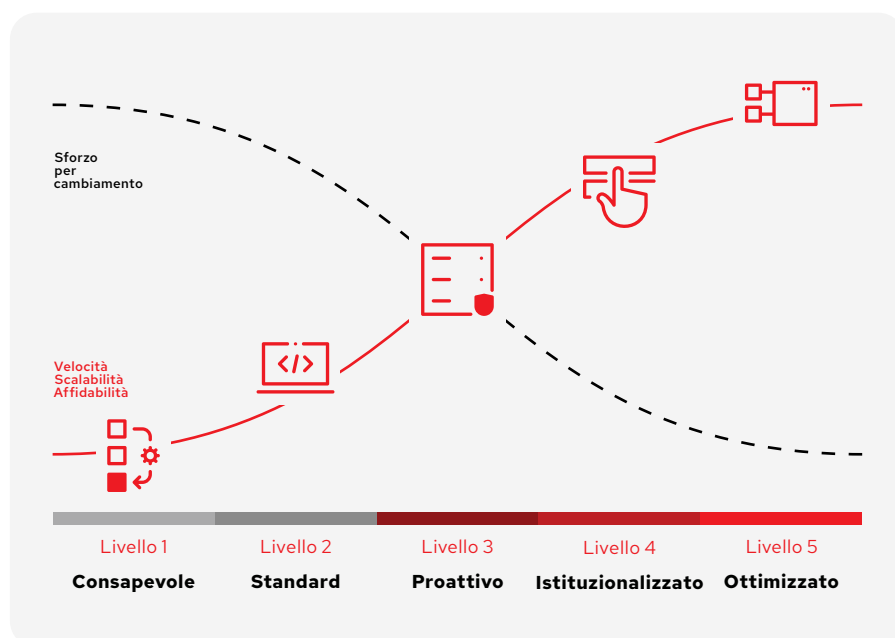 Sforzo
per
cambiamento
Velocità
Scalabilità
Affidabilità
Livello 1
Livello 2
Livello 3
Livello 4
Livello 5
Consapevole
Standard
Proattivo
Istituzionalizzato
Ottimizzato